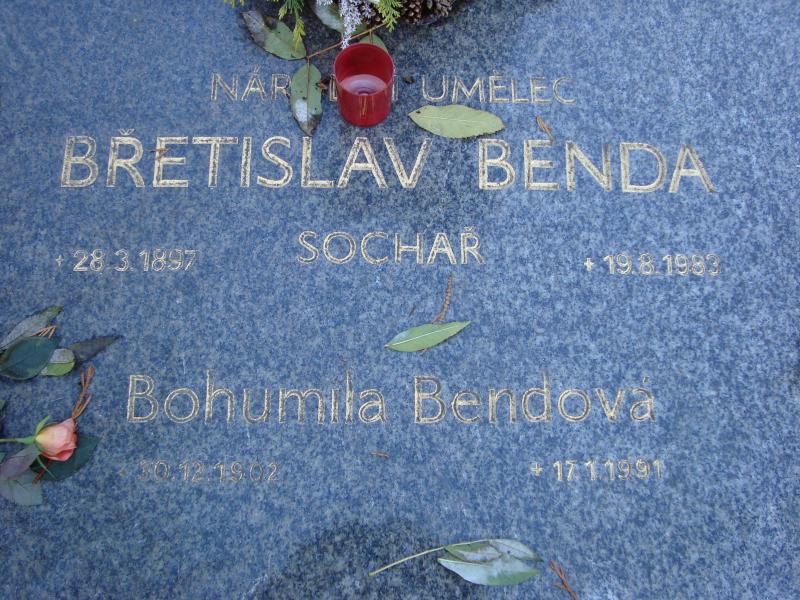 UMĚLEC
BŘETISLAV BENDA
SOCHAŘ
* 28.3.1897 + 19.8.1983
Bohumila Bendová
* 30.12.1902 + 17.1.1991